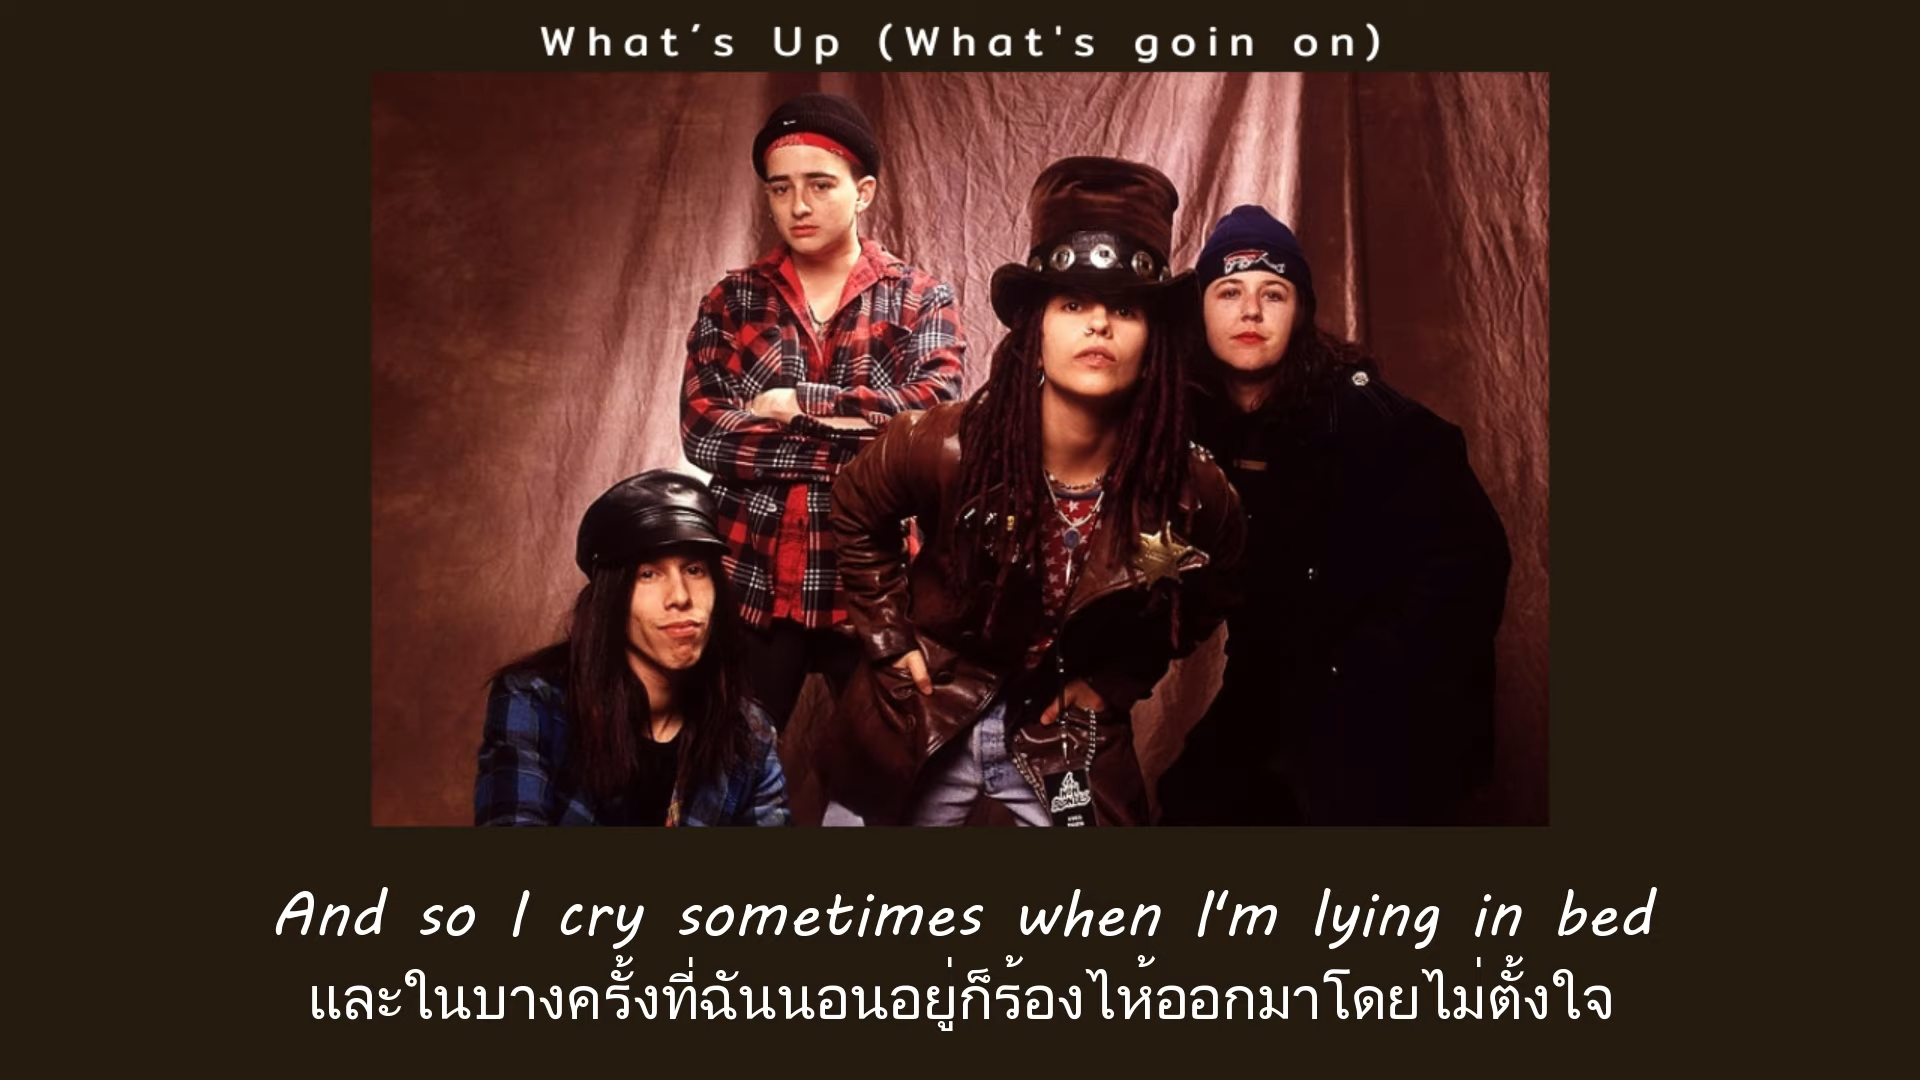 What´s Up (What's goin on)
And so I cry sometimes when I'm lying in bed
และในบางครั้งที่ฉันนอนอยู่ก็ร้องไห้ออกมาโดยไม่ตั้งใจ